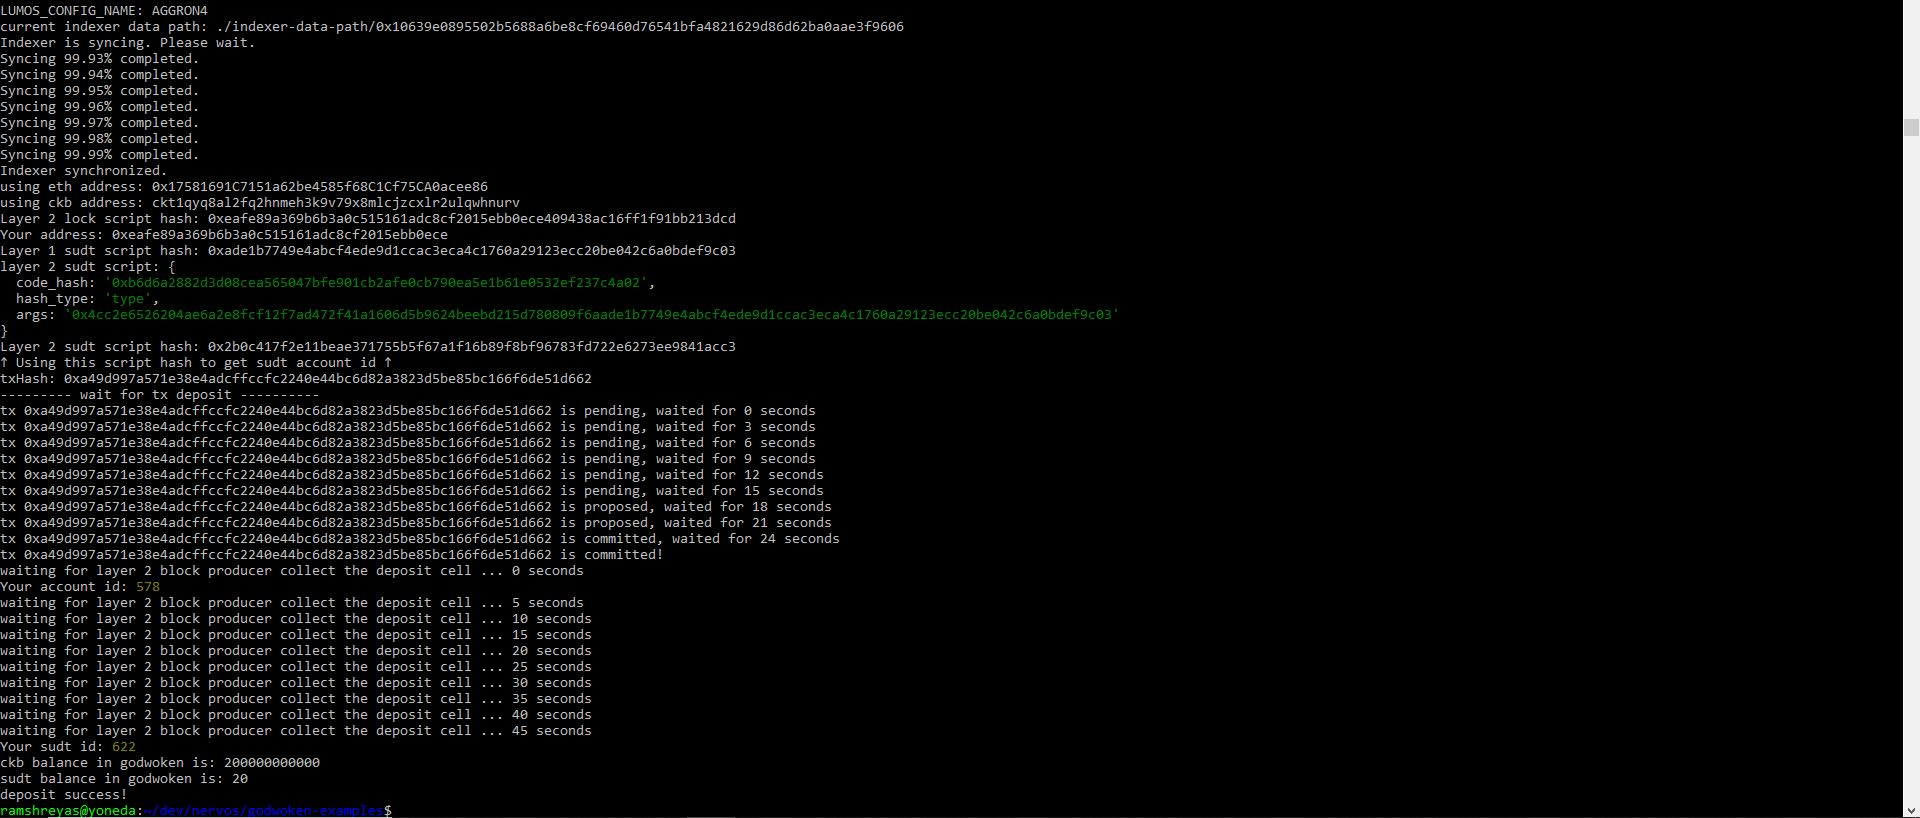 LUMOS_CONFIG_NAME: AGGRON4
current indexer data path: ./indexer-data-path/0x10639e0895502b5688a6be8cf69460d76541bfa4821629d86d62ba0aae3f9606
Indexer is syncing. Please wait.
Syncing 99.93% completed.
Syncing 99.94% completed.
Syncing 99.95% completed.
Syncing 99.96% completed.
Syncing 99.97% completed.
Syncing 99.98% completed.
Syncing 99.99% completed.
Indexer synchronized.
using eth address: 0x17581691C7151a62be4585f68C1Cf75CA0acee86
using ckb address: ckt1qyq8al2fq2hnmeh3k9v79x8mlcjzcxlr2ulqwhnurv
Layer 2 lock script hash: 0xeafe89a369b6b3a0c515161adc8cf2015ebb0ece409438ac16ff1f91bb213dcd
Your address: 0xeafe89a369b6b3a0c515161adc8cf2015ebb0ece
Layer 1 sudt script hash: 0xade1b7749e4abcf4ede9d1ccac3eca4c1760a29123ecc20be042c6a0bdef9c03
layer 2 sudt script: {
  code_hash: '0xb6d6a2882d3d08cea565047bfe901cb2afe0cb790ea5e1b61e0532ef237c4a02',
  hash_type: 'type',
  args: '0x4cc2e6526204ae6a2e8fcf12f7ad472f41a1606d5b9624beebd215d780809f6aade1b7749e4abcf4ede9d1ccac3eca4c1760a29123ecc20be042c6a0bdef9c03'
}
Layer 2 sudt script hash: 0x2b0c417f2e11beae371755b5f67a1f16b89f8bf96783fd722e6273ee9841acc3
↑ Using this script hash to get sudt account id ↑
txHash: 0xa49d997a571e38e4adcffccfc2240e44bc6d82a3823d5be85bc166f6de51d662
--------- wait for tx deposit ----------
tx 0xa49d997a571e38e4adcffccfc2240e44bc6d82a3823d5be85bc166f6de51d662 is pending, waited for 0 seconds
tx 0xa49d997a571e38e4adcffccfc2240e44bc6d82a3823d5be85bc166f6de51d662 is pending, waited for 3 seconds
tx 0xa49d997a571e38e4adcffccfc2240e44bc6d82a3823d5be85bc166f6de51d662 is pending, waited for 6 seconds
tx 0xa49d997a571e38e4adcffccfc2240e44bc6d82a3823d5be85bc166f6de51d662 is pending, waited for 9 seconds
tx 0xa49d997a571e38e4adcffccfc2240e44bc6d82a3823d5be85bc166f6de51d662 is pending, waited for 12 seconds
tx 0xa49d997a571e38e4adcffccfc2240e44bc6d82a3823d5be85bc166f6de51d662 is pending, waited for 15 seconds
tx 0xa49d997a571e38e4adcffccfc2240e44bc6d82a3823d5be85bc166f6de51d662 is proposed, waited for 18 seconds
tx 0xa49d997a571e38e4adcffccfc2240e44bc6d82a3823d5be85bc166f6de51d662 is proposed, waited for 21 seconds
tx 0xa49d997a571e38e4adcffccfc2240e44bc6d82a3823d5be85bc166f6de51d662 is committed, waited for 24 seconds
tx 0xa49d997a571e38e4adcffccfc2240e44bc6d82a3823d5be85bc166f6de51d662 is committed!
waiting for layer 2 block producer collect the deposit cell ... 0 seconds
Your account id: 578
waiting for layer 2 block producer collect the deposit cell ... 5 seconds
waiting for layer 2 block producer collect the deposit cell ... 10 seconds
waiting for layer 2 block producer collect the deposit cell ... 15 seconds
waiting for layer 2 block producer collect the deposit cell ... 20 seconds
waiting for layer 2 block producer collect the deposit cell ... 25 seconds
waiting for layer 2 block producer collect the deposit cell ... 30 seconds
waiting for layer 2 block producer collect the deposit cell ... 35 seconds
waiting for layer 2 block producer collect the deposit cell ... 40 seconds
waiting for layer 2 block producer collect the deposit cell ... 45 seconds
Your sudt id: 622
ckb balance in godwoken is: 200000000000
sudt balance in godwoken is: 20
deposit success!
ramshreyas@yoneda:~/dev/nervos/godwoken-examples$